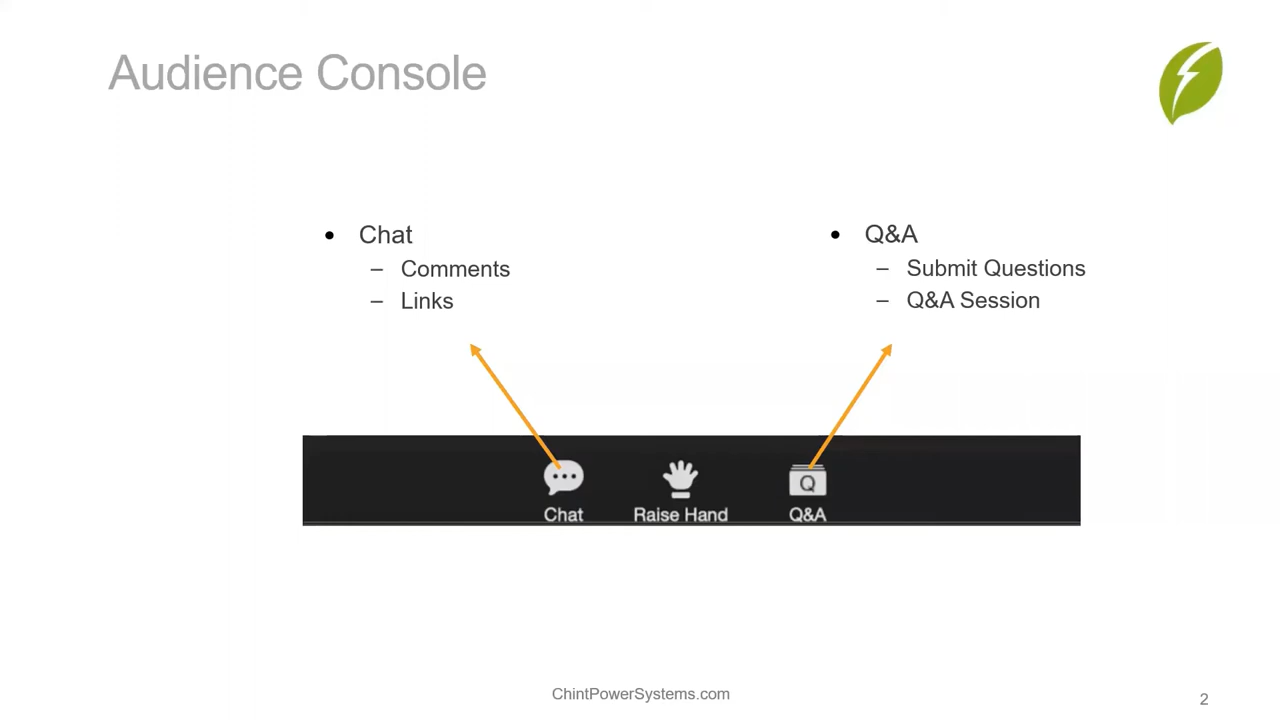 Audience Console
• Chat
– Comments
– Links
• Q&A
– Submit Questions
– Q&A Session
Q
Chat
Raise Hand
Q&A
ChintPowerSystems.com
2